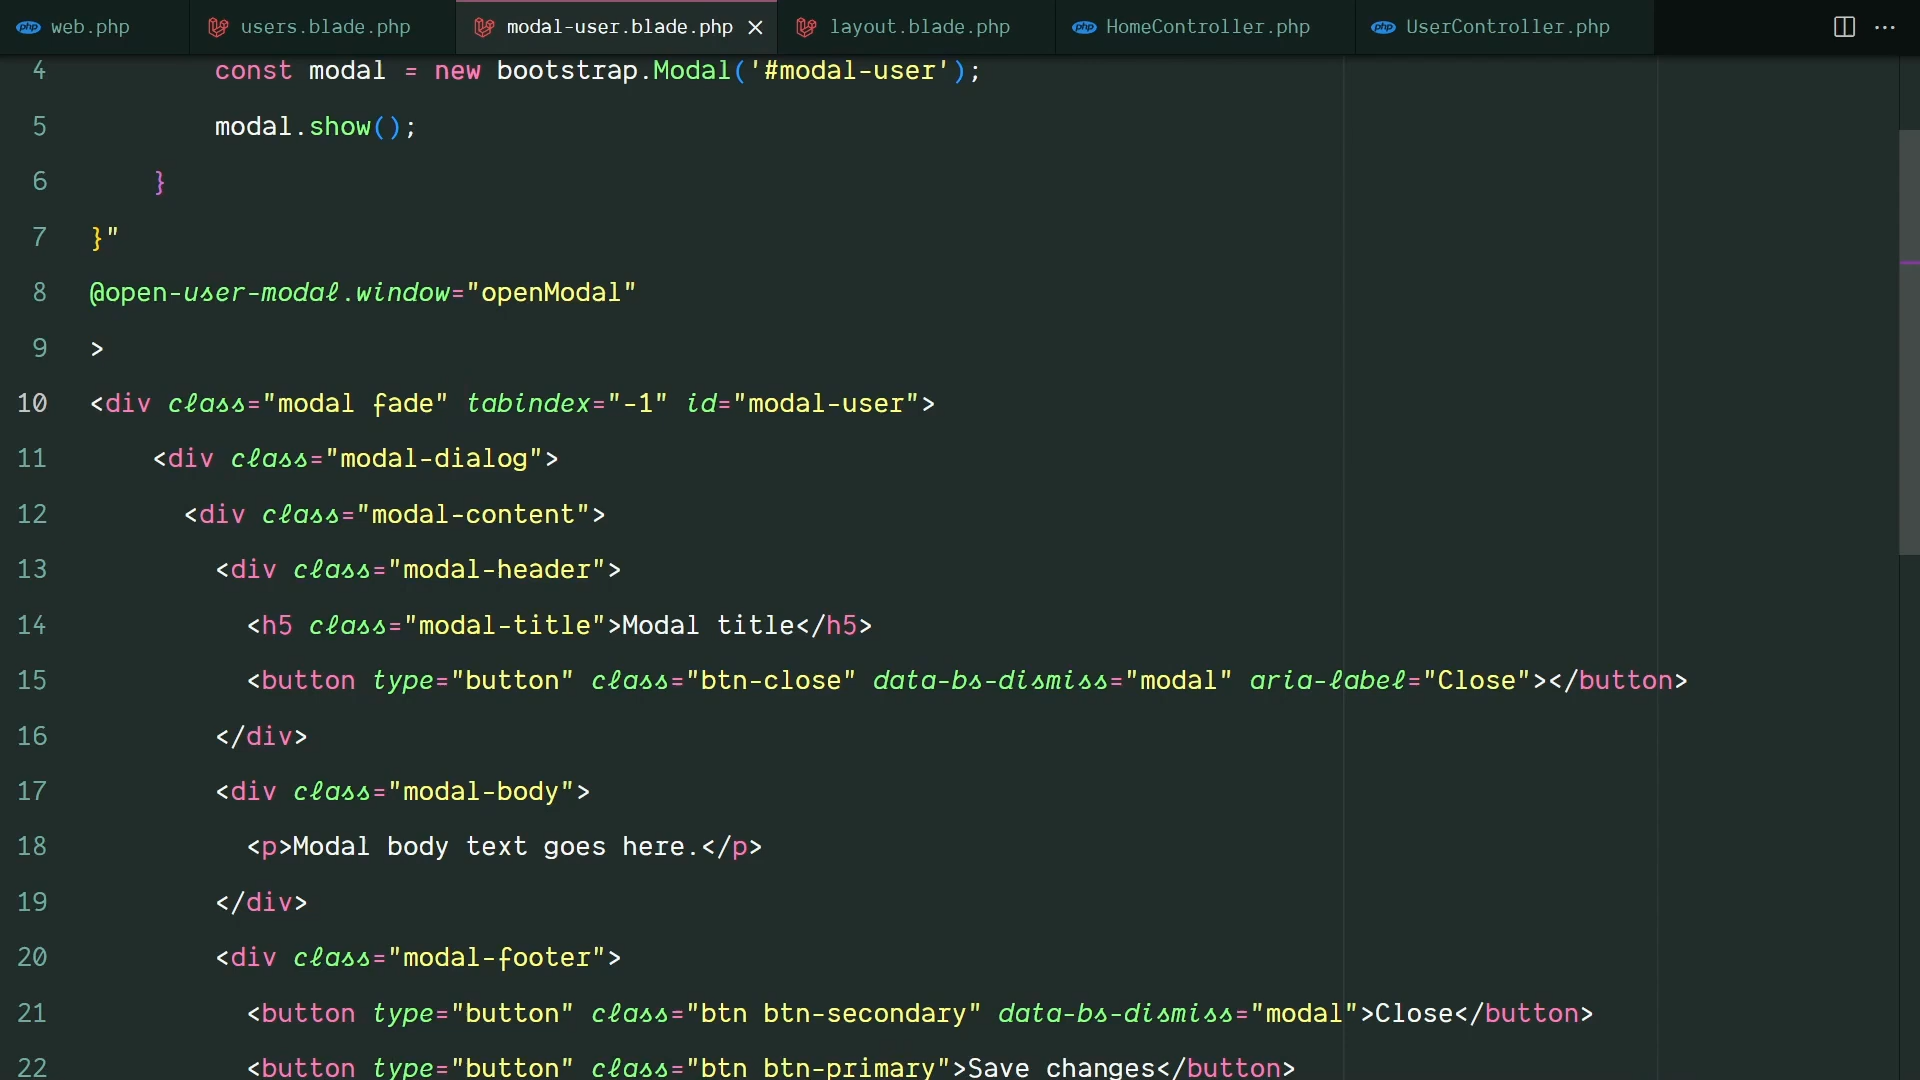 web.php users.blade.php modal-user.blade.php layout.blade.php HomeController.php UserController.php
4 const modal = new bootstrap.Modal('#modal-user');
5 modal.show();
6 }
7 }"
8 @open-user-modal.window="openModal"
9 >
10 <div class="modal fade" tabindex="-1" id="modal-user">
11 <div class="modal-dialog">
12 <div class="modal-content">
13 <div class="modal-header">
14 <h5 class="modal-title">Modal title</h5>
15 <button type="button" class="btn-close" data-bs-dismiss="modal" aria-label="Close"></button>
16 </div>
17 <div class="modal-body">
18 <p>Modal body text goes here.</p>
19 </div>
20 <div class="modal-footer">
21 <button type="button" class="btn btn-secondary" data-bs-dismiss="modal">Close</button>
22 <button type="button" class="btn btn-primary">Save changes</button>